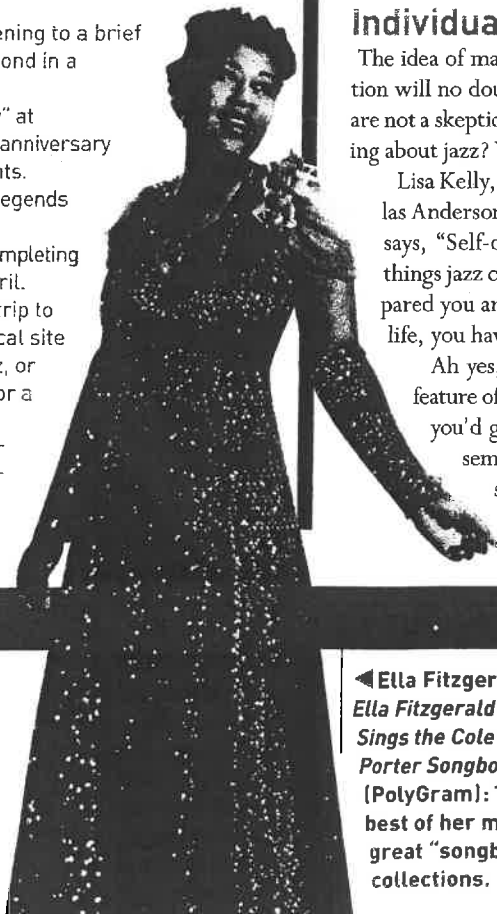 ening to a brief
ond in a
" at
anniversary
ts.
egends
mpleting
ril.
trip to
cal site
z, or
or a
Individua
The idea of ma
tion will no dou
are not a skeptic
ing about jazz?
Lisa Kelly,
las Anderson
says, "Self-
things jazz c
pared you an
life, you hav
Ah yes,
feature of
you'd g
sem
s
◀Ella Fitzger
Ella Fitzgerald
Sings the Cole
Porter Songbo
(PolyGram):
best of her m
great "songb
collections.